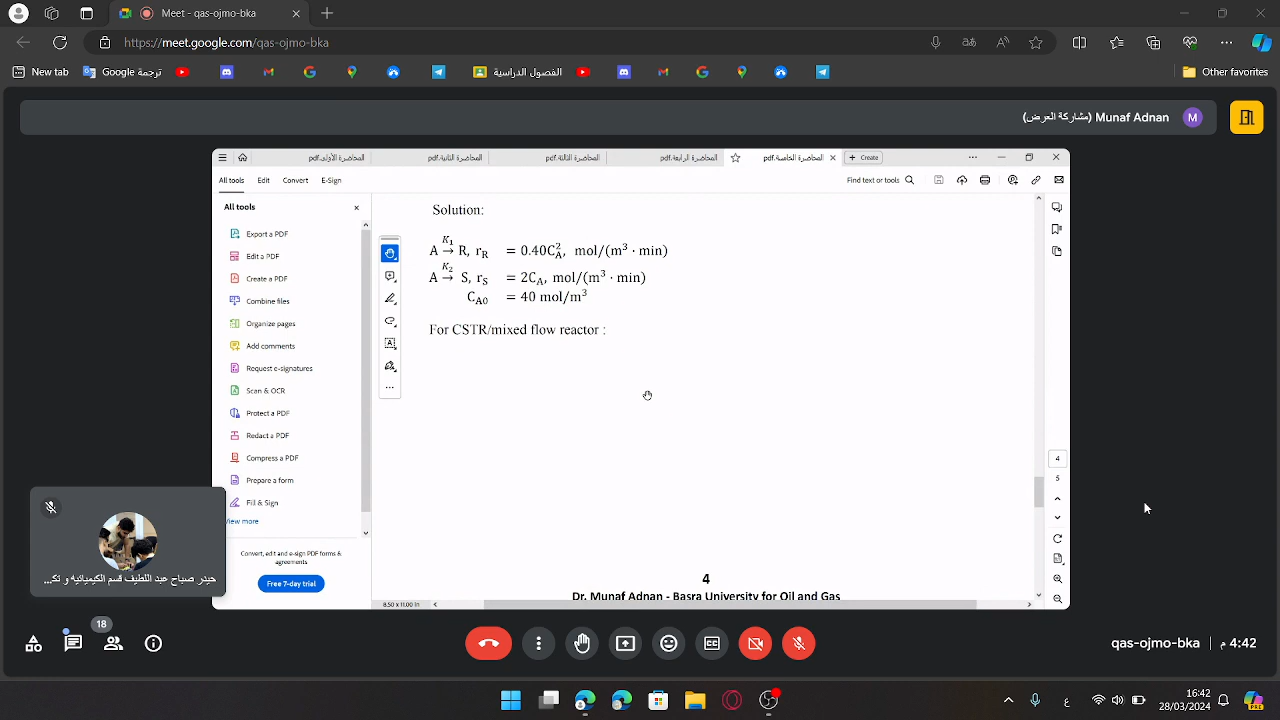 Meet - qas-ojmo-bka
https://meet.google.com/qas-ojmo-bka
New tab
Google ترجمة
الفصول الدراسية
Other favorites
Munaf Adnan (مشاركة العرض)
M
المحاضرة الأولى.pdf
المحاضرة الثانية.pdf
المحاضرة الثالثة.pdf
المحاضرة الرابعة.pdf
المحاضرة الخامسة.pdf
Create
All tools
Edit
Convert
E-Sign
Find text or tools
All tools
Export a PDF
Edit a PDF
Create a PDF
Combine files
Organize pages
Add comments
Request e-signatures
Scan & OCR
Protect a PDF
Redact a PDF
Compress a PDF
Prepare a form
Fill & Sign
View more
Convert, edit and e-sign PDF forms & agreements
Free 7-day trial
Solution:
A K₁→ R, r_R = 0.40C_A², mol/(m³ · min)
A K₂→ S, r_S = 2C_A, mol/(m³ · min)
C_A0 = 40 mol/m³
For CSTR/mixed flow reactor :
4
Dr. Munaf Adnan - Basra University for Oil and Gas
8.50 x 11.00 in
4
5
حيدر صباح عبد اللطيف قسم الكيميائية و تك...
18
qas-ojmo-bka
4:42 م
16:42
28/03/2024
ع